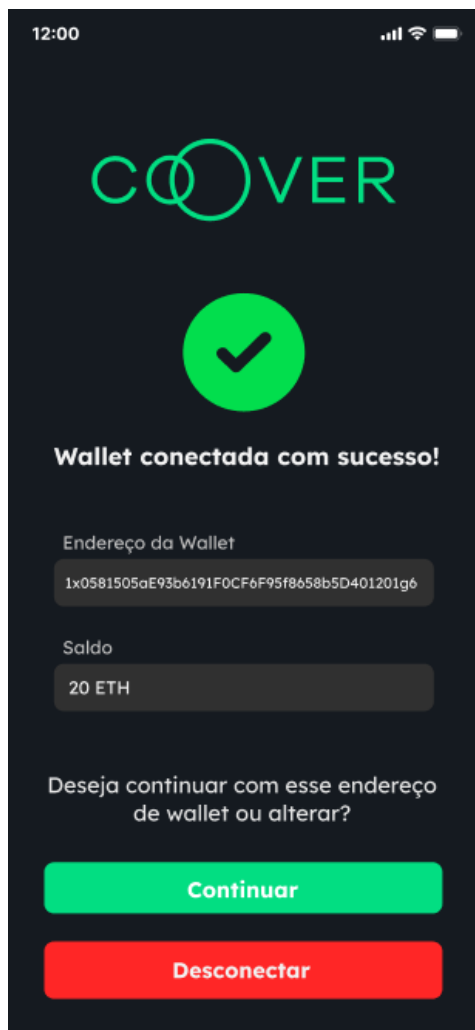 12:00
COOVER
Wallet conectada com sucesso!
Endereço da Wallet
1x0581505aE93b6191F0CF6F95f8658b5D401201g6
Saldo
20 ETH
Deseja continuar com esse endereço
de wallet ou alterar?
Continuar
Desconectar